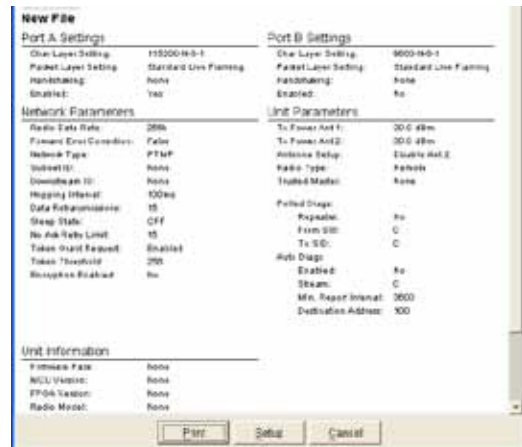 New File
Port A Settings
Char Layer Setting: 115200-N-8-1
Packet Layer Setting: Standard Line Framing
Handshaking: None
Enabled: Yes
Port B Settings
Char Layer Setting: 9600-N-8-1
Packet Layer Setting: Standard Line Framing
Handshaking: None
Enabled: No
Network Parameters
Radio Data Rate:
Forward Error Correction: False
Network Type: PTMP
Subnet ID: None
Downstream ID: None
Hopping Interval: 100ms
Data Retransmissions: 15
Sleep State: OFF
No Ack Retry Limit: 15
Token Grant Request: Enabled
Token Threshold 255
Encryption Enabled No
Unit Parameters
Tx Power Ant 1: 30.0 dBm
Tx Power Ant 2: 30.0 dBm
Antenna Setup: Disable Ant 2
Radio Type: Remote
Trusted Master: None
Polled Diags:
Repeater: No
From SID: 0
To SID: 0
Auto Diags
Enabled: No
Stream: 0
Min. Report Interval: 3600
Destination Address: 100
Unit Information
Firmware None
MCU Version: None
FPGA Version: None
Radio Model: None
Print Setup Cancel